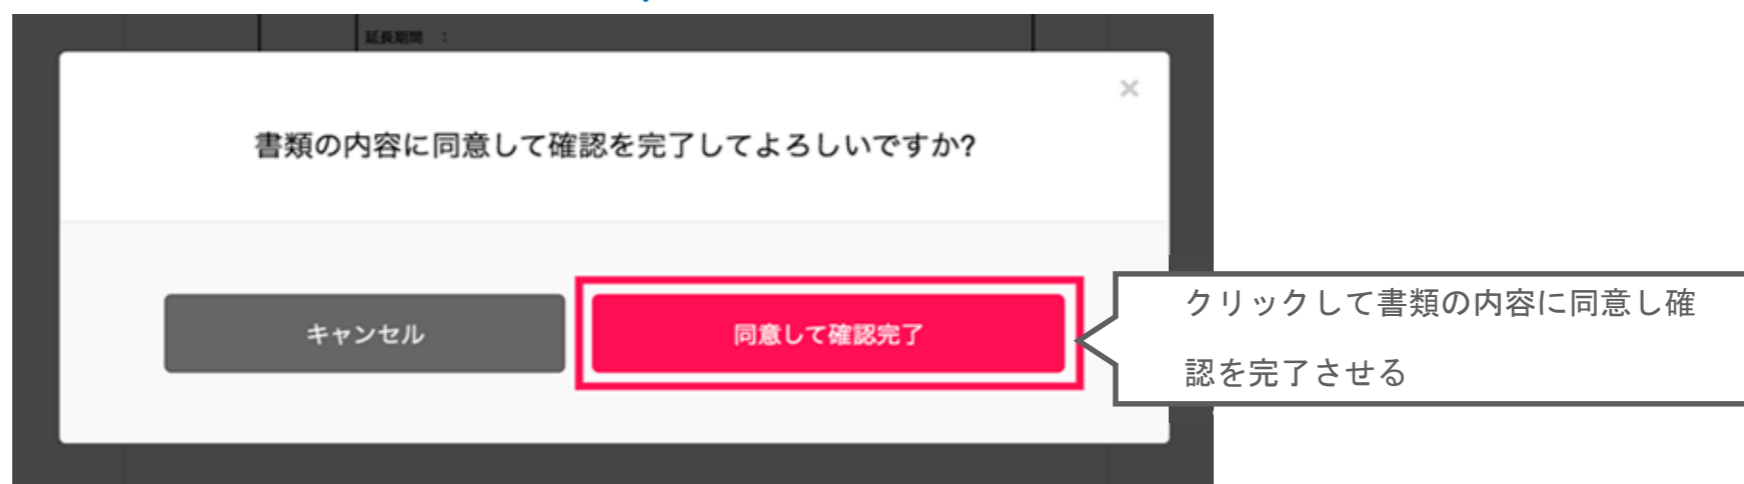 延長期間 :
×
書類の内容に同意して確認を完了してよろしいですか?
キャンセル
同意して確認完了
クリックして書類の内容に同意し確
認を完了させる